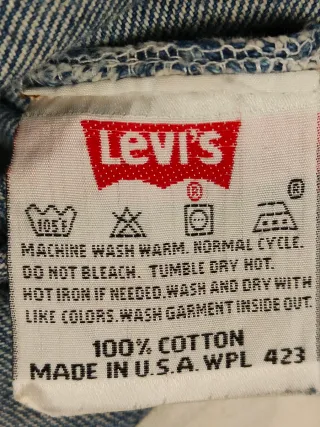 Levi's
®
®
105F
MACHINE WASH WARM. NORMAL CYCLE.
DO NOT BLEACH. TUMBLE DRY HOT.
HOT IRON IF NEEDED.WASH AND DRY WITH
LIKE COLORS.WASH GARMENT INSIDE OUT.
100% COTTON
MADE IN U.S.A. WPL 423